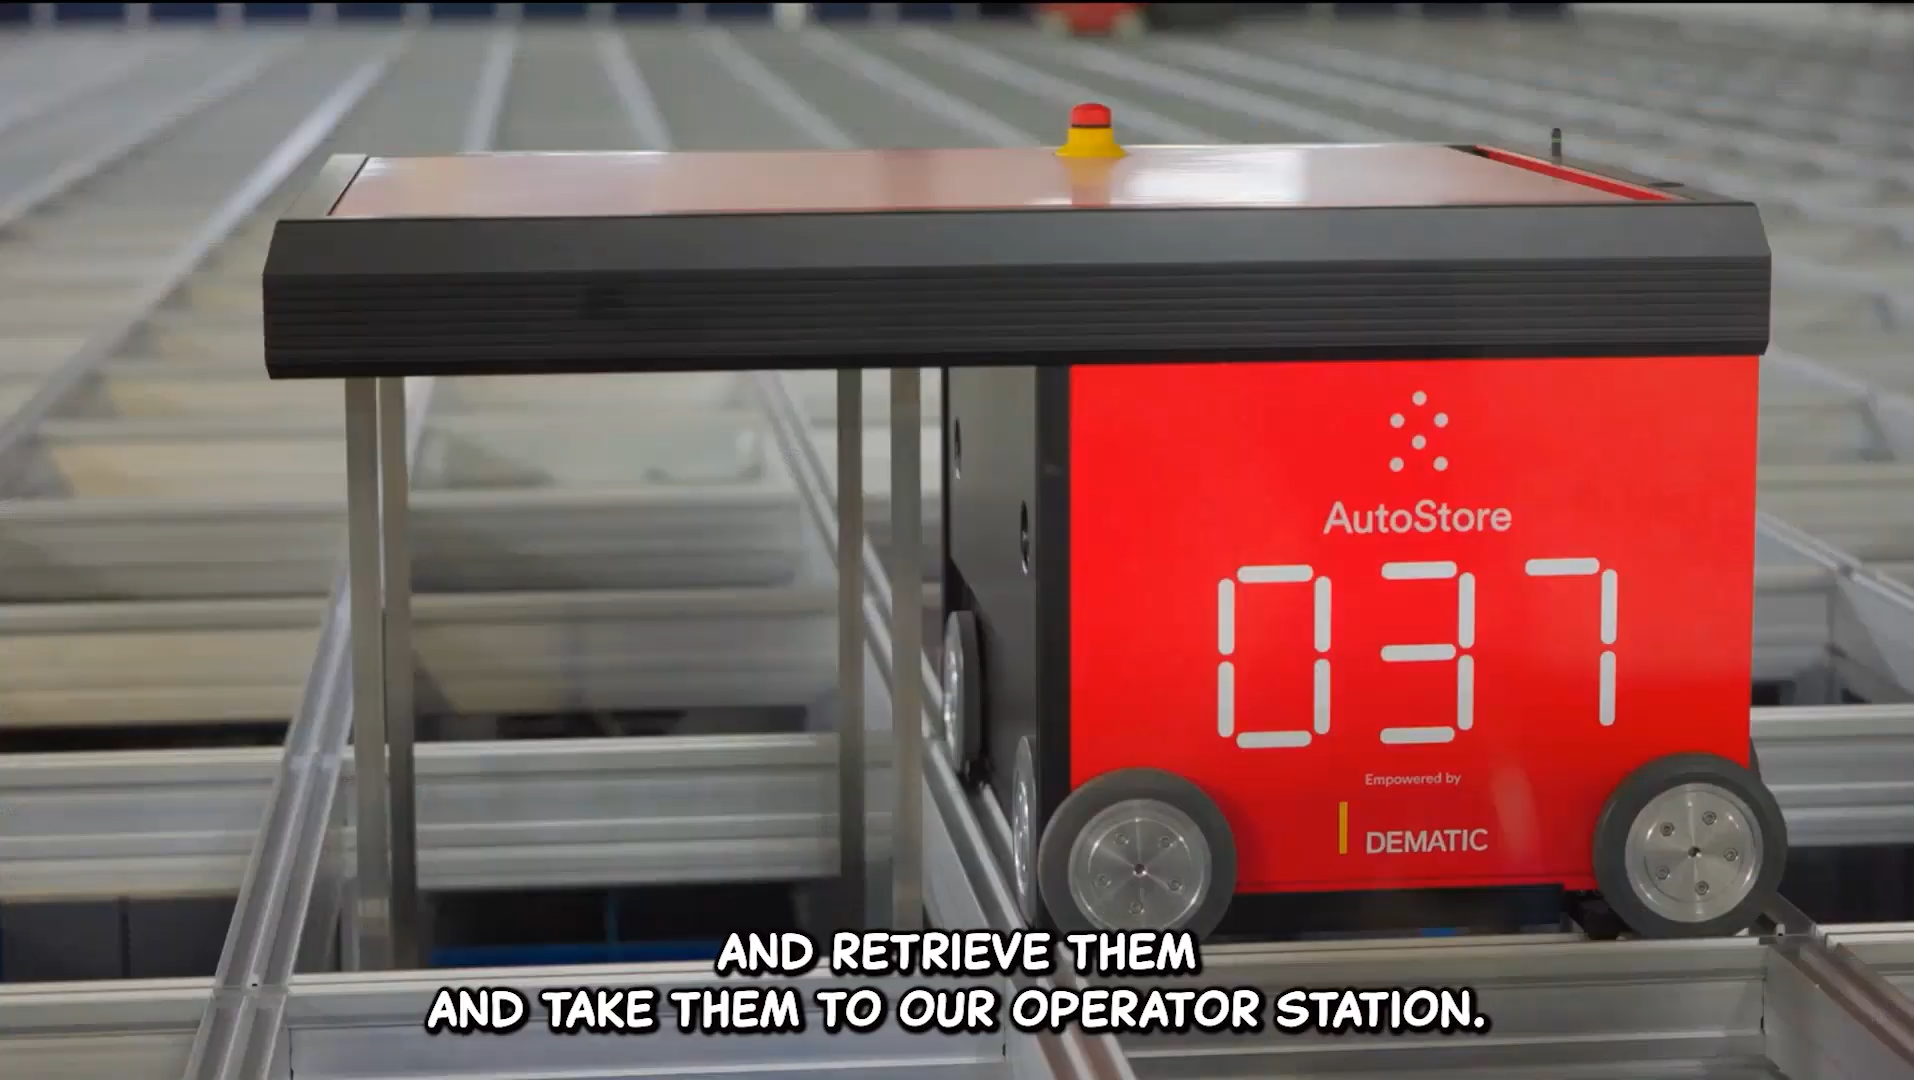 AutoStore
037
Empowered by
DEMATIC
AND RETRIEVE THEM
AND TAKE THEM TO OUR OPERATOR STATION.